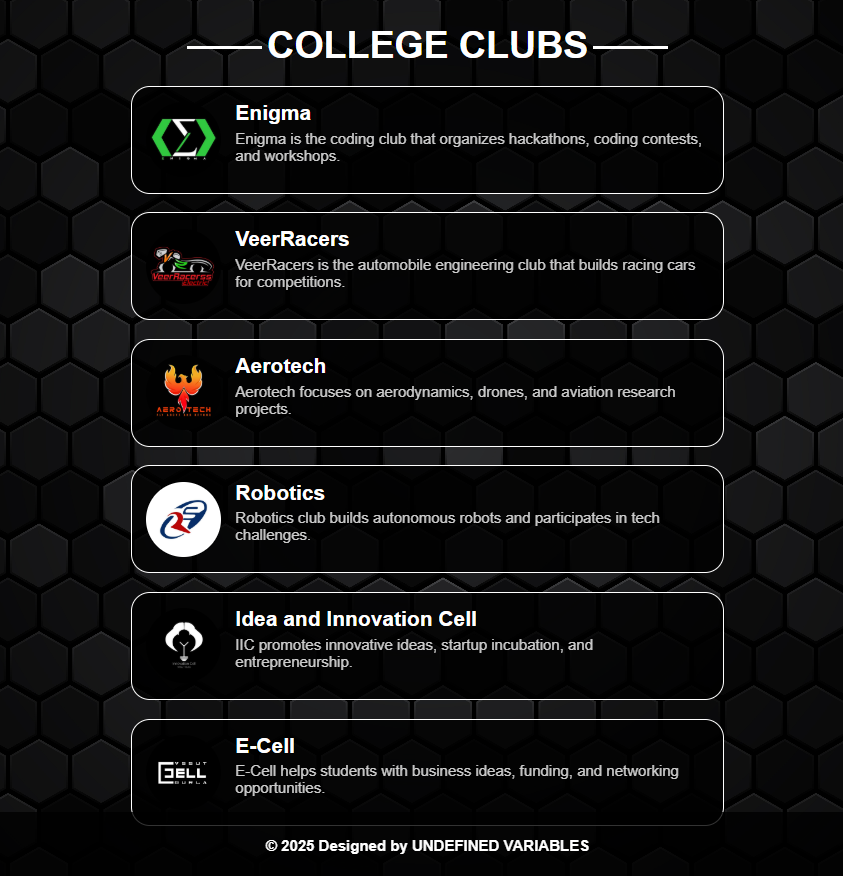 COLLEGE CLUBS
Enigma
Enigma is the coding club that organizes hackathons, coding contests,
and workshops.
ENIGMA
VeerRacers
VeerRacers is the automobile engineering club that builds racing cars
for competitions.
VeerRacerss
Electric
Aerotech
Aerotech focuses on aerodynamics, drones, and aviation research
projects.
AEROTECH
Robotics
Robotics club builds autonomous robots and participates in tech
challenges.
Idea and Innovation Cell
IIC promotes innovative ideas, startup incubation, and
entrepreneurship.
E-Cell
E-Cell helps students with business ideas, funding, and networking
opportunities.
VSSUT
CELL
BURLA
© 2025 Designed by UNDEFINED VARIABLES